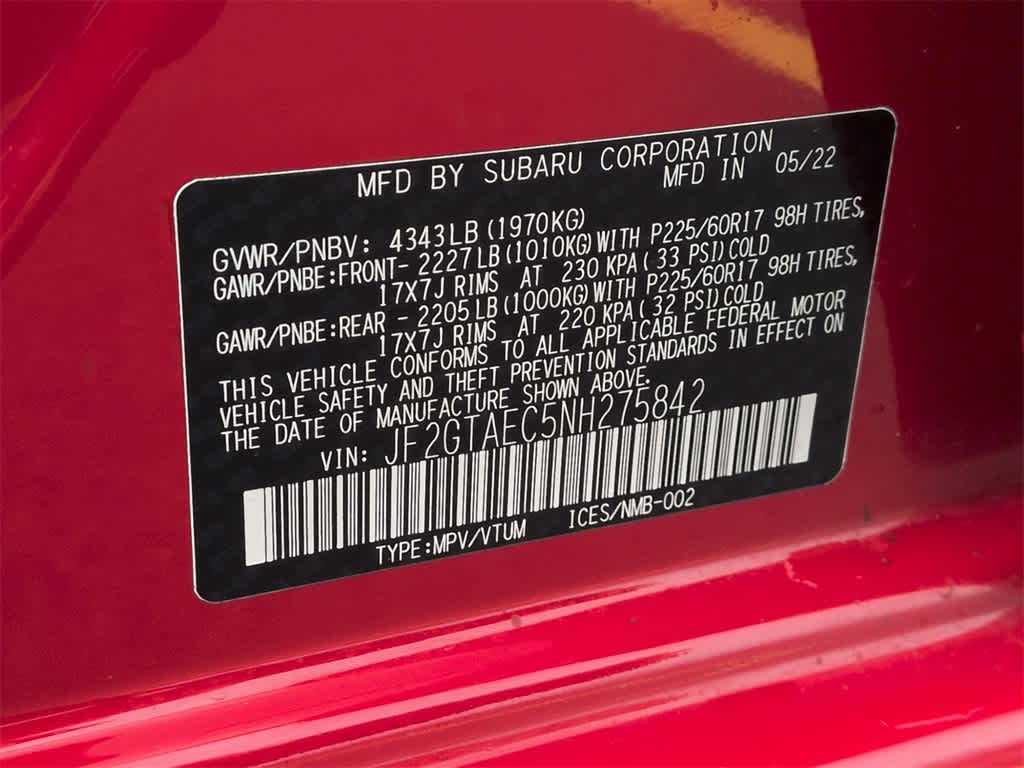 MFD BY SUBARU CORPORATION
MFD IN 05/22
GVWR/PNBV: 4343LB (1970KG)
GAWR/PNBE:FRONT- 2227LB (1010KG) WITH P225/60R17 98H TIRES,
17X7J RIMS AT 230 KPA ( 33 PSI) COLD
GAWR/PNBE:REAR - 2205LB (1000KG) WITH P225/60R17 98H TIRES,
17X7J RIMS AT 220 KPA ( 32 PSI) COLD
THIS VEHICLE CONFORMS TO ALL APPLICABLE FEDERAL MOTOR
VEHICLE SAFETY AND THEFT PREVENTION STANDARDS IN EFFECT ON
THE DATE OF MANUFACTURE SHOWN ABOVE.
VIN: JF2GTAEC5NH275842
TYPE:MPV/VTUM ICES/NMB-002